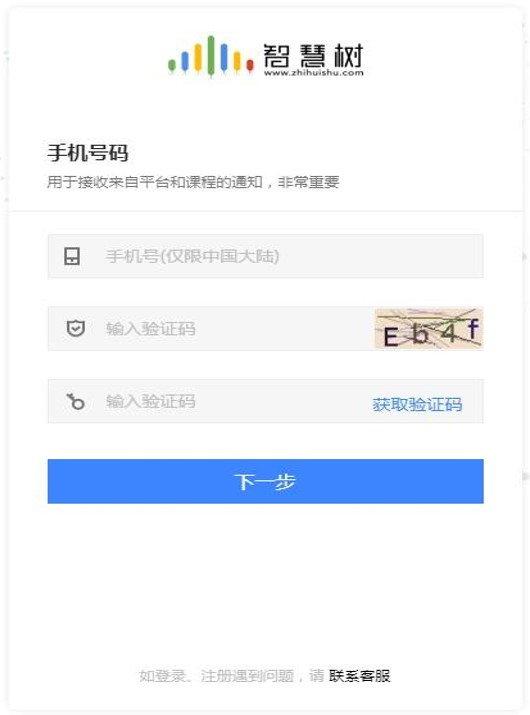 智慧树
www.zhihuishu.com
手机号码
用于接收来自平台和课程的通知，非常重要
手机号(仅限中国大陆)
输入验证码
Eb4f
输入验证码
获取验证码
下一步
如登录、注册遇到问题，请 联系客服